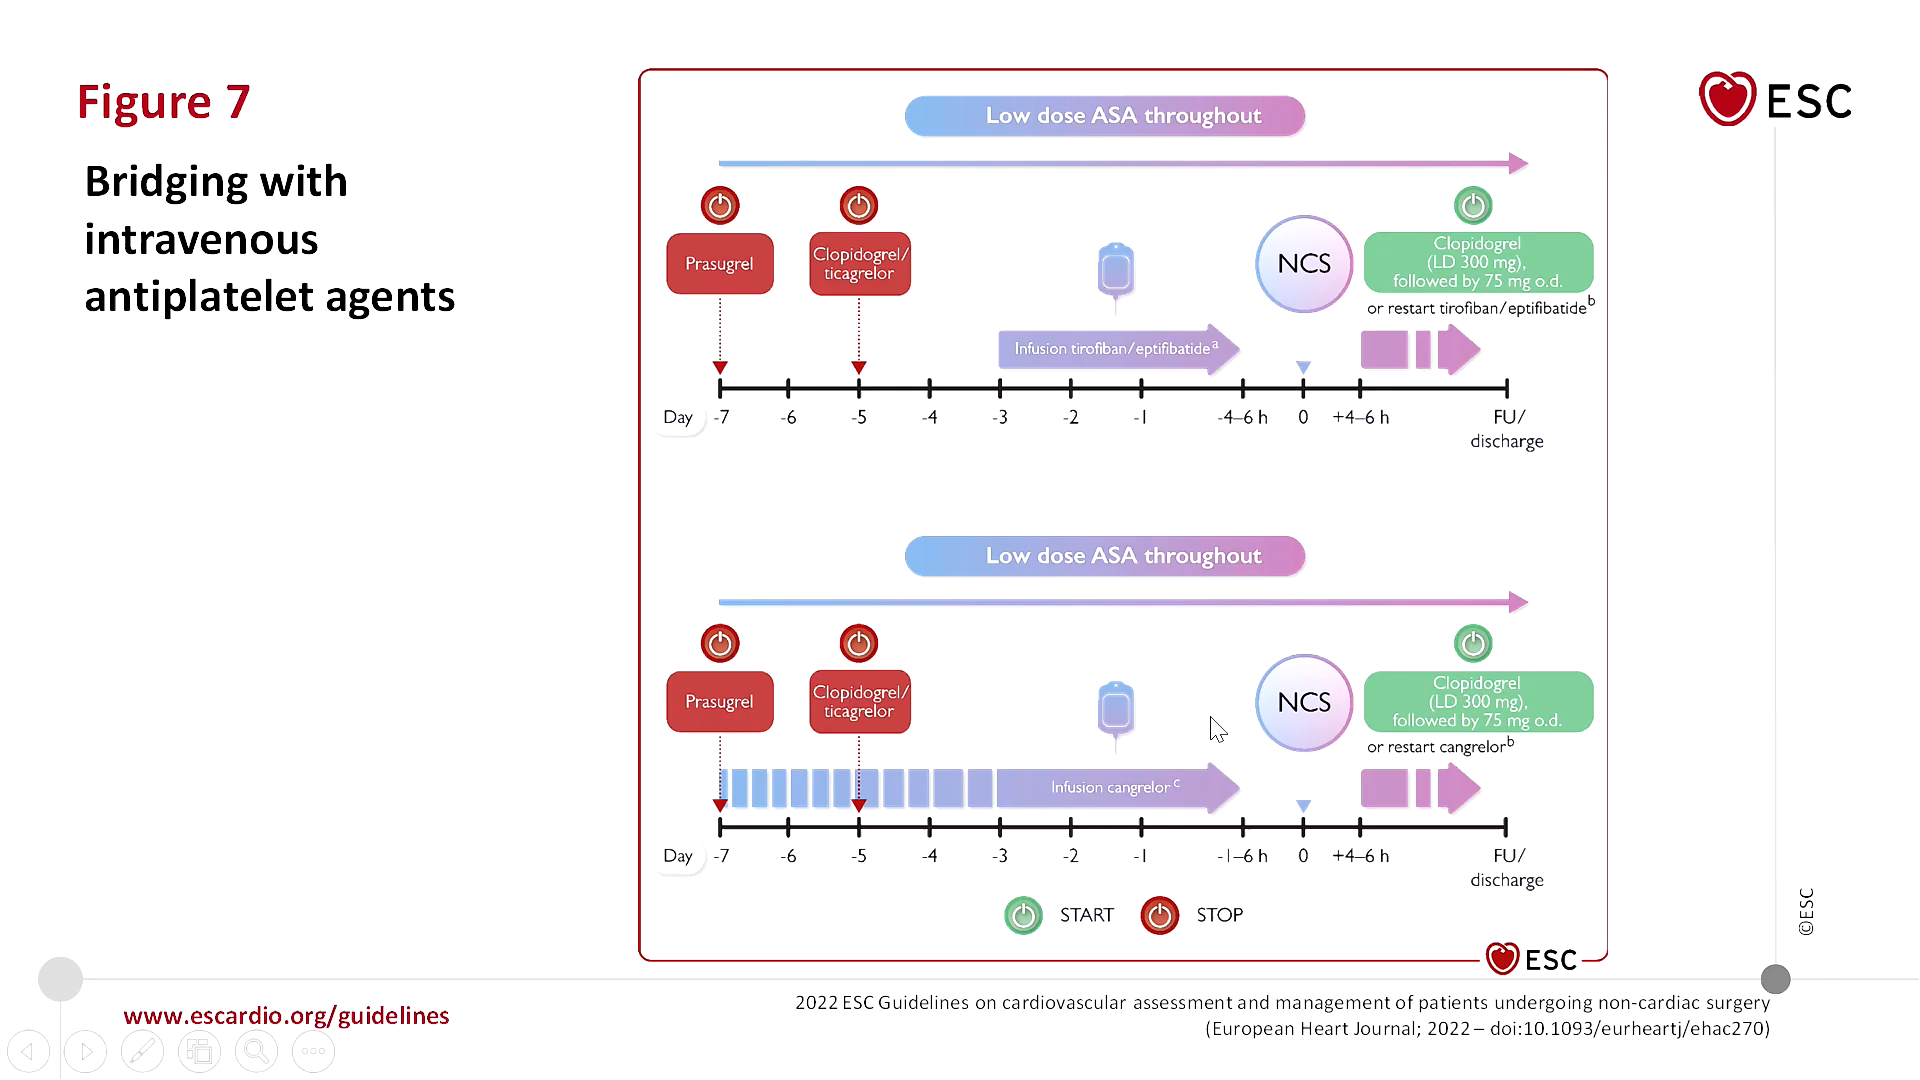 Figure 7
Bridging with
intravenous
antiplatelet agents
ESC
Low dose ASA throughout
Prasugrel
Clopidogrel/
ticagrelor
NCS
Clopidogrel
(LD 300 mg),
followed by 75 mg o.d.
or restart tirofiban/eptifibatide b
Infusion tirofiban/eptifibatide a
Day -7 -6 -5 -4 -3 -2 -1 -4–6 h 0 +4–6 h FU/
discharge
Low dose ASA throughout
Prasugrel
Clopidogrel/
ticagrelor
NCS
Clopidogrel
(LD 300 mg),
followed by 75 mg o.d.
or restart cangrelor b
Infusion cangrelor c
Day -7 -6 -5 -4 -3 -2 -1 -1–6 h 0 +4–6 h FU/
discharge
START STOP
ESC
©ESC
www.escardio.org/guidelines
2022 ESC Guidelines on cardiovascular assessment and management of patients undergoing non-cardiac surgery
(European Heart Journal; 2022 – doi:10.1093/eurheartj/ehac270)